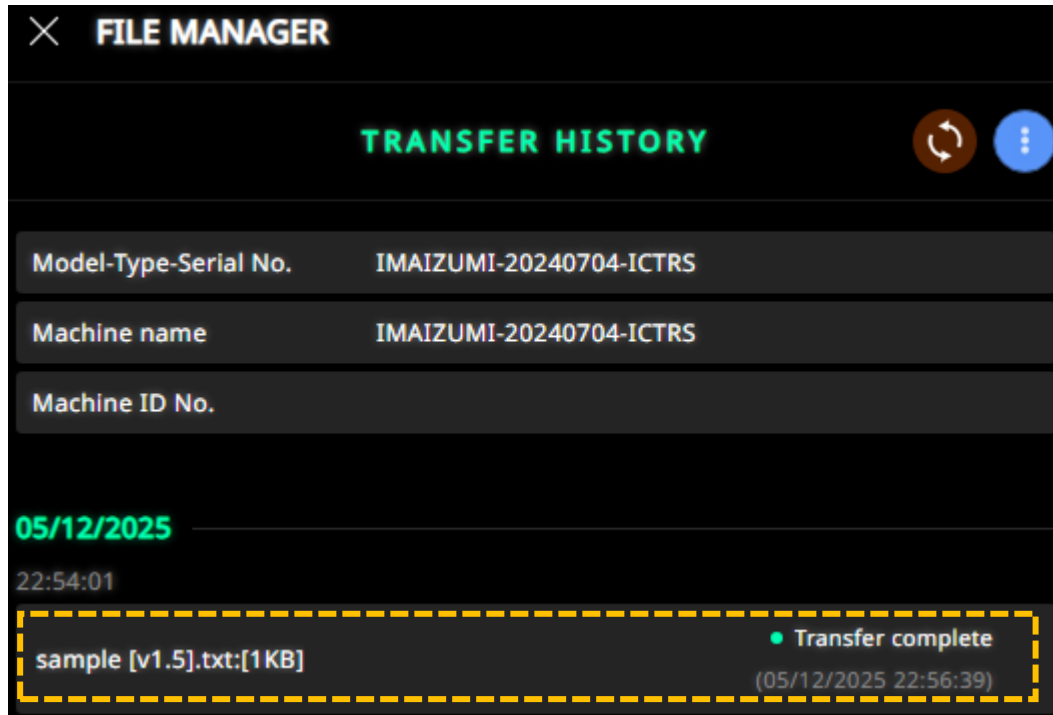 FILE MANAGER
TRANSFER HISTORY
Model-Type-Serial No. IMAIZUMI-20240704-ICTRS
Machine name IMAIZUMI-20240704-ICTRS
Machine ID No.
05/12/2025
22:54:01
sample [v1.5].txt:[1KB]
Transfer complete
(05/12/2025 22:56:39)